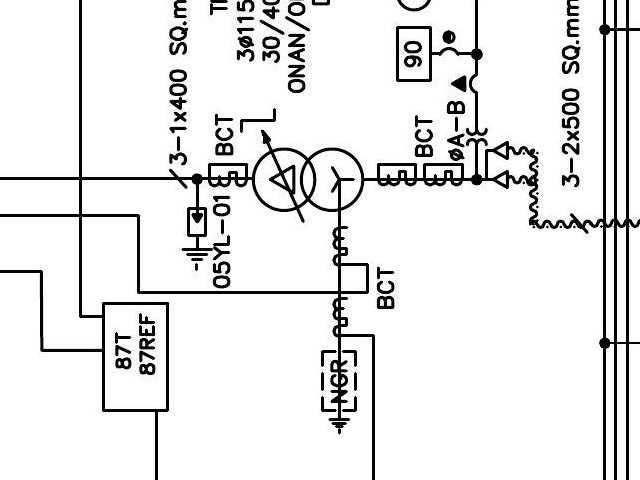 3-1x400 SQ.m
3ø115
30/40
ONAN/O
BCT
90
BCT
øA-B
3-2x500 SQ.mm
05YL-01
BCT
87T
87REF
NGR